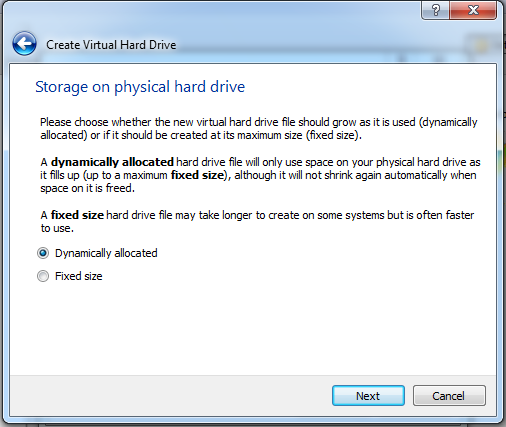 ?
Create Virtual Hard Drive
Storage on physical hard drive
Please choose whether the new virtual hard drive file should grow as it is used (dynamically
allocated) or if it should be created at its maximum size (fixed size).
A dynamically allocated hard drive file will only use space on your physical hard drive as
it fills up (up to a maximum fixed size), although it will not shrink again automatically when
space on it is freed.
A fixed size hard drive file may take longer to create on some systems but is often faster
to use.
Dynamically allocated
Fixed size
Next
Cancel